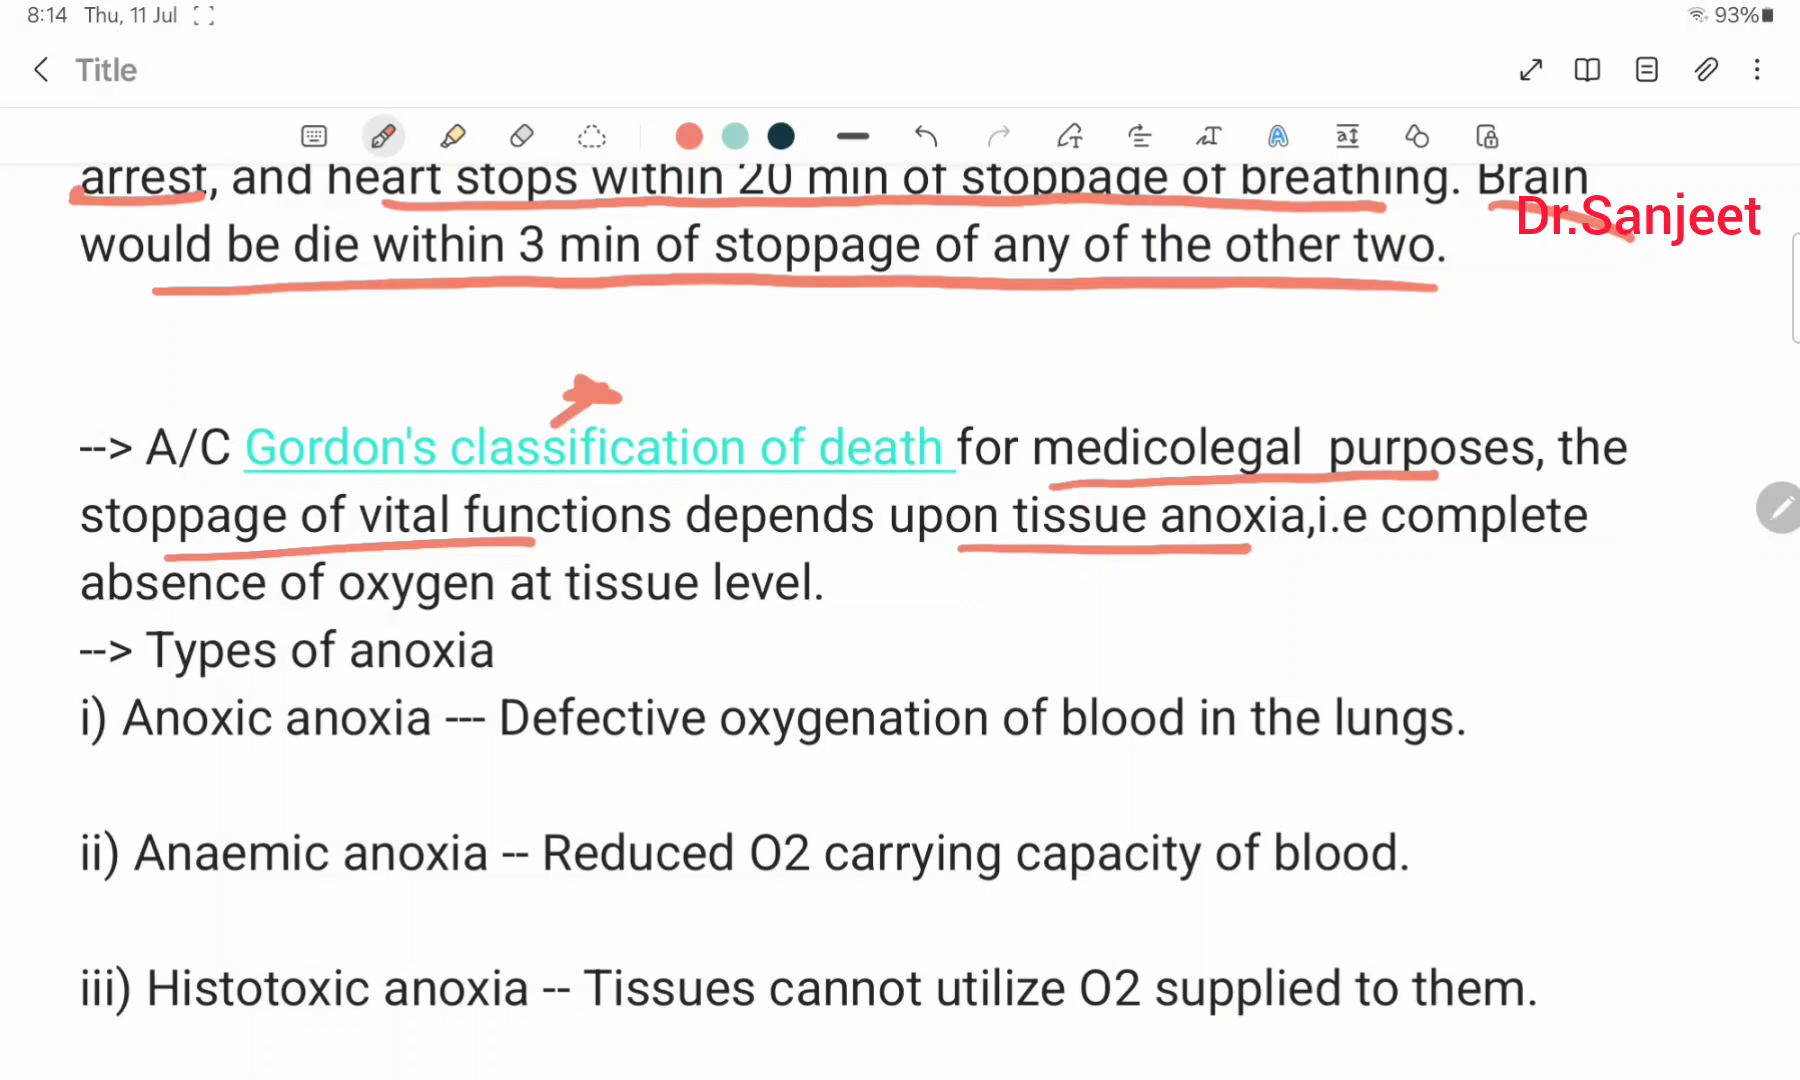 8:14 Thu, 11 Jul 93%
Title
arrest, and heart stops within 20 min of stoppage of breathing. Brain
Dr.Sanjeet
would be die within 3 min of stoppage of any of the other two.
--> A/C Gordon's classification of death for medicolegal purposes, the
stoppage of vital functions depends upon tissue anoxia,i.e complete
absence of oxygen at tissue level.
--> Types of anoxia
i) Anoxic anoxia --- Defective oxygenation of blood in the lungs.
ii) Anaemic anoxia -- Reduced O2 carrying capacity of blood.
iii) Histotoxic anoxia -- Tissues cannot utilize O2 supplied to them.